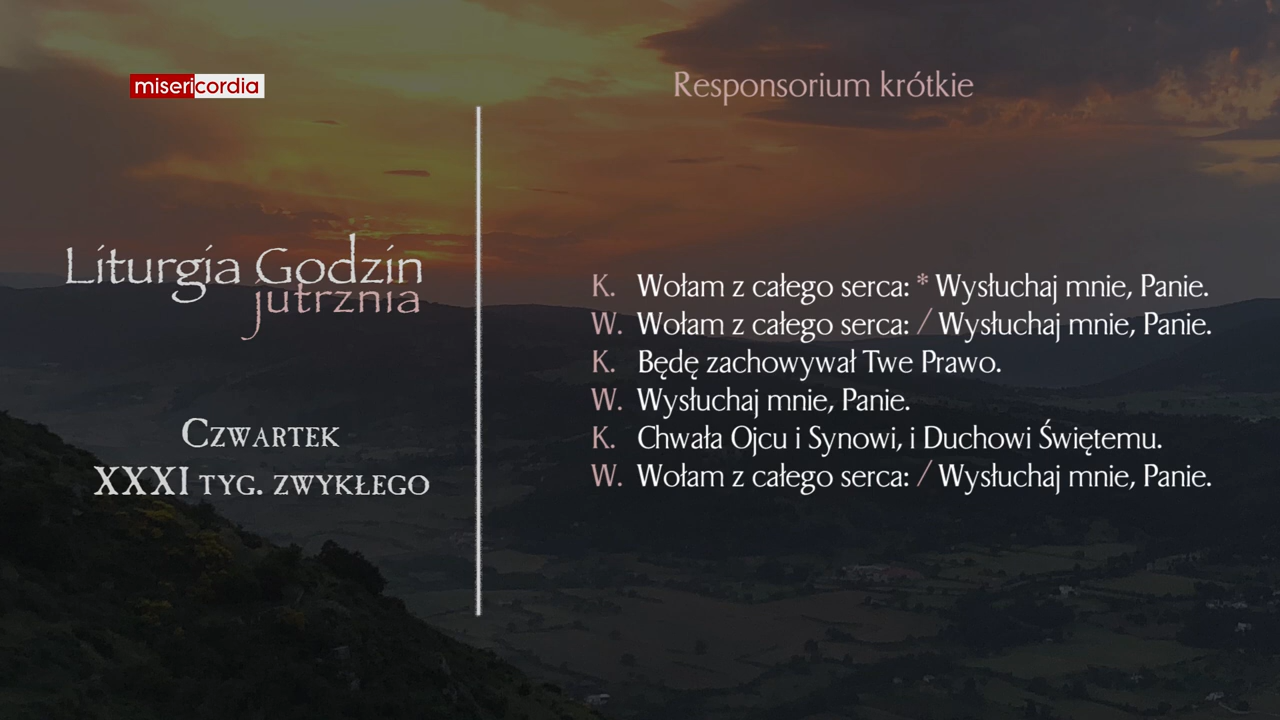 misericordia
Liturgia Godzin
jutrznia
Czwartek
XXXI tyg. zwykłego
Responsorium krótkie
K. Wołam z całego serca: * Wysłuchaj mnie, Panie.
W. Wołam z całego serca: / Wysłuchaj mnie, Panie.
K. Będę zachowywał Twe Prawo.
W. Wysłuchaj mnie, Panie.
K. Chwała Ojcu i Synowi, i Duchowi Świętemu.
W. Wołam z całego serca: / Wysłuchaj mnie, Panie.